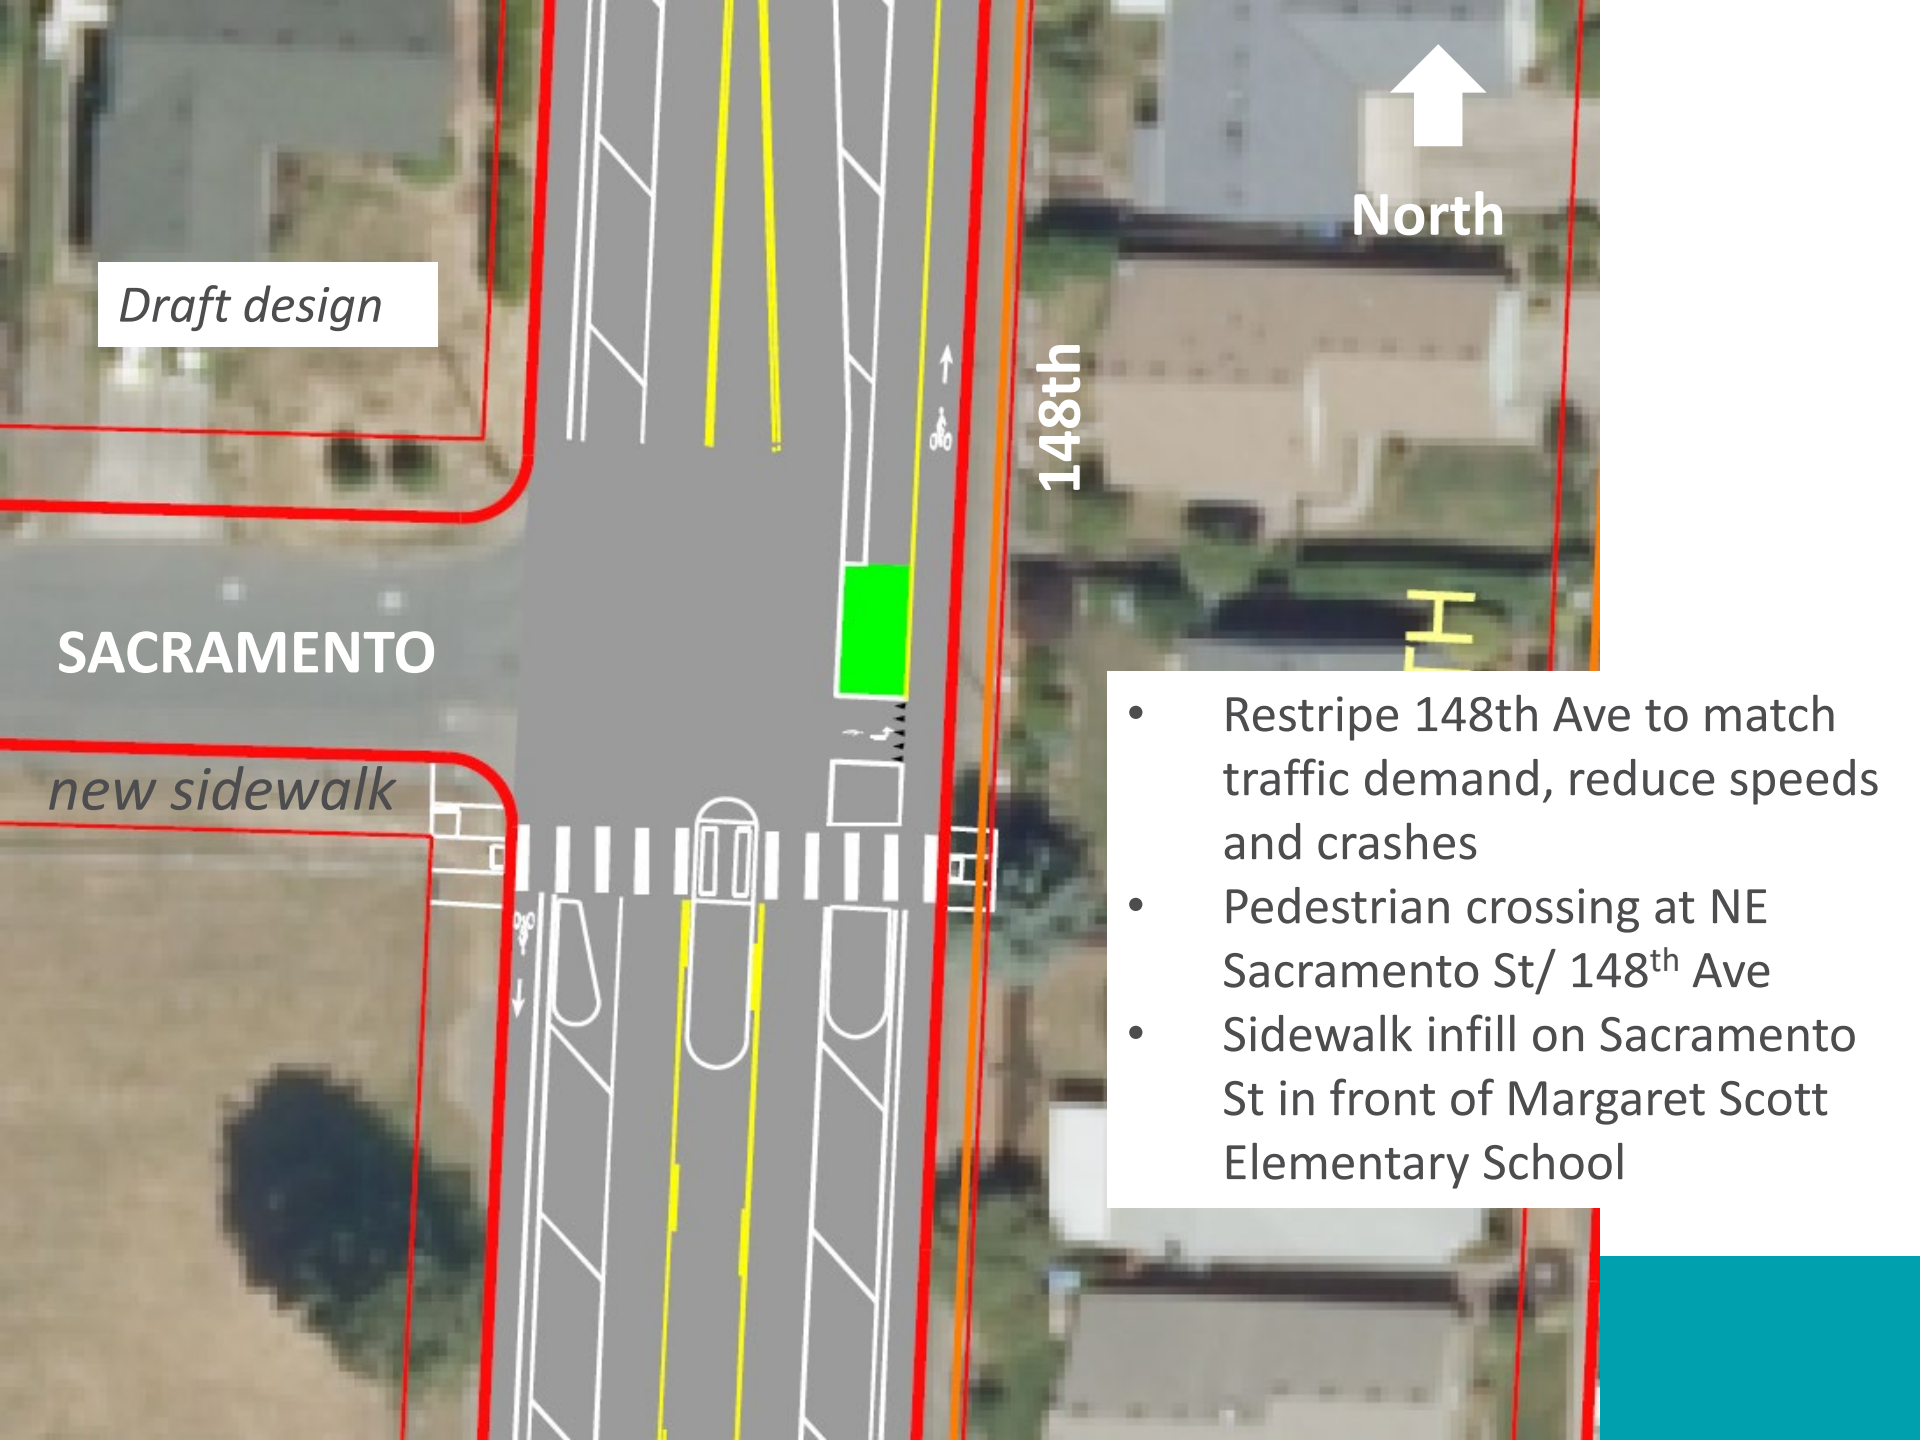 North
Draft design
148th
SACRAMENTO
new sidewalk
• Restripe 148th Ave to match
traffic demand, reduce speeds
and crashes
• Pedestrian crossing at NE
Sacramento St/ 148th Ave
• Sidewalk infill on Sacramento
St in front of Margaret Scott
Elementary School